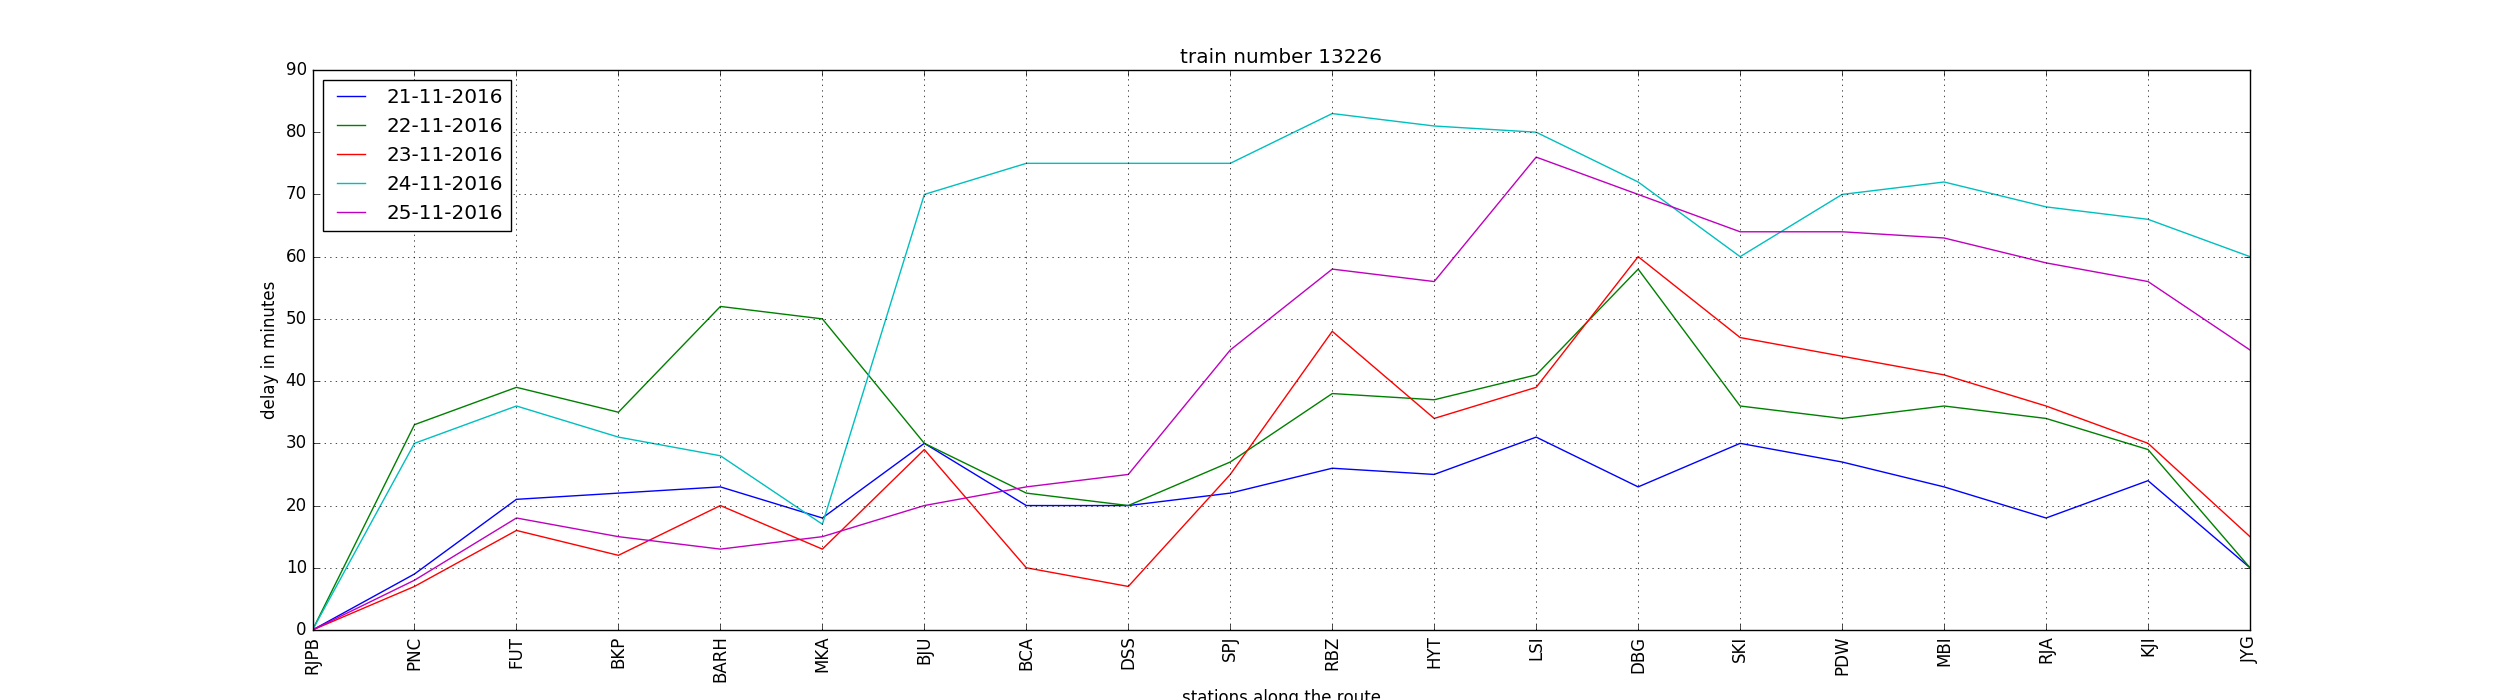 train number 13226
90
80
70
60
50
40
30
20
10
0
delay in minutes
21-11-2016
22-11-2016
23-11-2016
24-11-2016
25-11-2016
RJPB
PNC
FUT
BKP
BARH
MKA
BJU
BCA
DSS
SPJ
RBZ
HYT
LSI
DBG
SKI
PDW
MBI
RJA
KJI
JYG
stations along the route